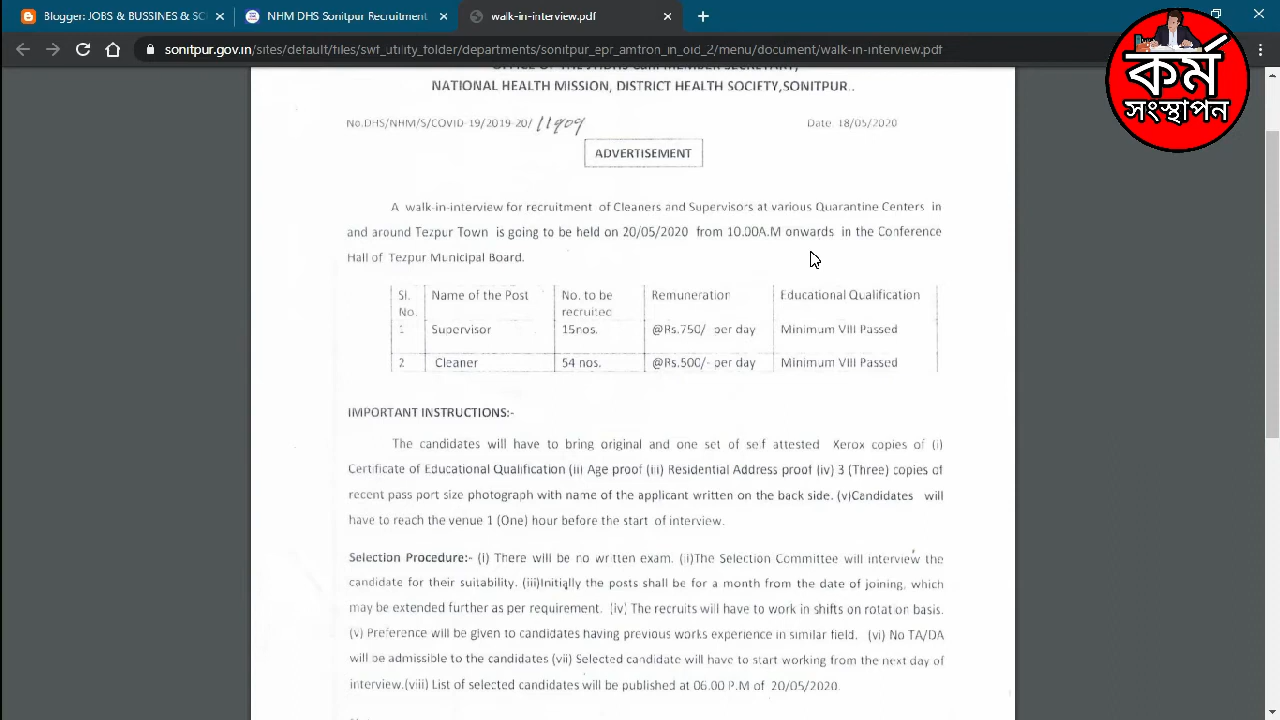 Blogger: JOBS & BUSSINES & SC
NHM DHS Sonitpur Recruitment
walk-in-interview.pdf
sonitpur.gov.in/sites/default/files/swf_utility_folder/departments/sonitpur_epr_amtron_in_oid_2/menu/document/walk-in-interview.pdf
কর্ম
সংস্থাপন
NATIONAL HEALTH MISSION, DISTRICT HEALTH SOCIETY,SONITPUR..
No.DHS/NHM/S/COVID-19/2019-20/11909
Date 18/05/2020
ADVERTISEMENT
A walk-in-interview for recruitment of Cleaners and Supervisors at various Quarantine Centers in
and around Tezpur Town is going to be held on 20/05/2020 from 10.00A.M onwards in the Conference
Hall of Tezpur Municipal Board.
Sl. No. Name of the Post No. to be recruited Remuneration Educational Qualification
1 Supervisor 15nos. @Rs.750/- per day Minimum VIII Passed
2 Cleaner 54 nos. @Rs.500/- per day Minimum VIII Passed
IMPORTANT INSTRUCTIONS:-
The candidates will have to bring original and one set of self attested Xerox copies of (i)
Certificate of Educational Qualification (ii) Age proof (iii) Residential Address proof (iv) 3 (Three) copies of
recent pass port size photograph with name of the applicant written on the back side. (v)Candidates will
have to reach the venue 1 (One) hour before the start of interview.
Selection Procedure:- (i) There will be no written exam. (ii)The Selection Committee will interview the
candidate for their suitability. (iii)Initially the posts shall be for a month from the date of joining, which
may be extended further as per requirement. (iv) The recruits will have to work in shifts on rotation basis.
(v) Preference will be given to candidates having previous works experience in similar field. (vi) No TA/DA
will be admissible to the candidates (vii) Selected candidate will have to start working from the next day of
interview.(viii) List of selected candidates will be published at 06.00 P.M of 20/05/2020.